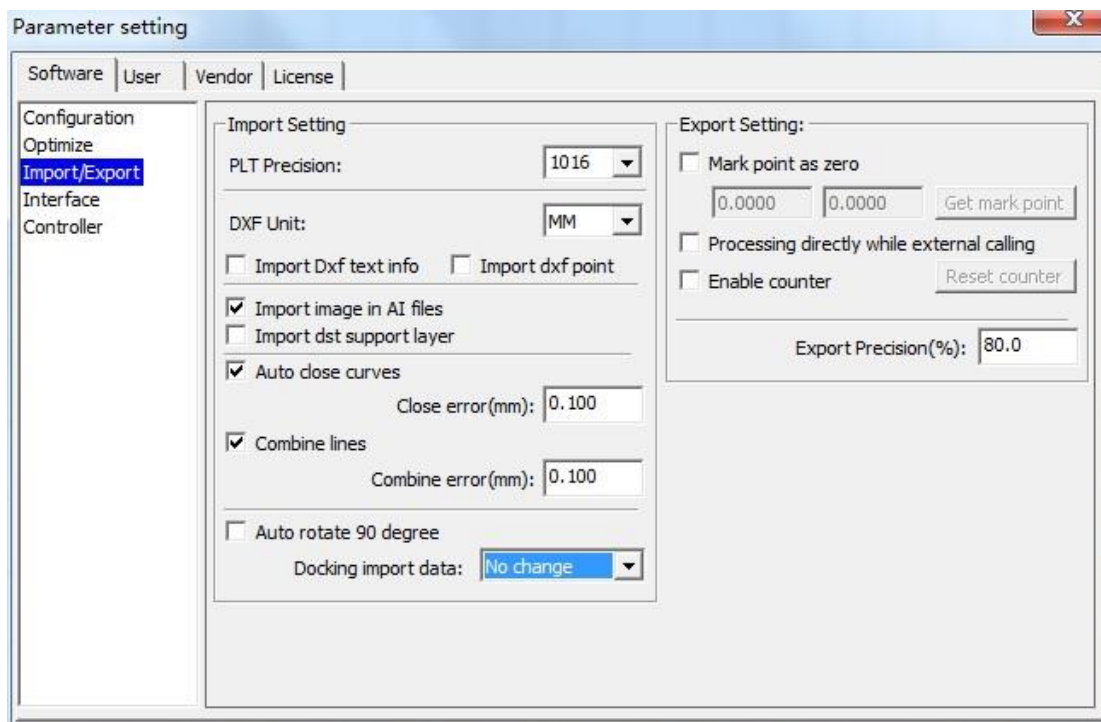 Parameter setting
Software User Vendor License
Configuration
Optimize
Import/Export
Interface
Controller
Import Setting
PLT Precision: 1016
DXF Unit: MM
Import Dxf text info Import dxf point
Import image in AI files
Import dst support layer
Auto close curves
Close error(mm): 0.100
Combine lines
Combine error(mm): 0.100
Auto rotate 90 degree
Docking import data: No change
Export Setting:
Mark point as zero
0.0000 0.0000 Get mark point
Processing directly while external calling
Enable counter Reset counter
Export Precision(%): 80.0